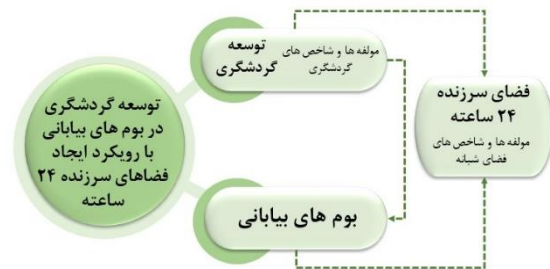 توسعه گردشگری
در بوم های بیابانی
با رویکرد ایجاد
فضاهای سرزنده ۲۴
ساعته
توسعه
گردشگری
مولفه ها و شاخص های
گردشگری
بوم های بیابانی
فضای سرزنده
۲۴ ساعته
مولفه ها و شاخص های
فضای شبانه